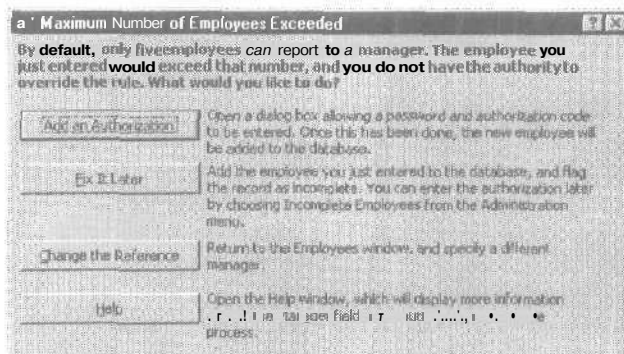 a ' Maximum Number of Employees Exceeded
By default, only fiveemployees can report to a manager. The employee you
just entered would exceed that number, and you do not have the authority to
override the rule. What would you like to do?
Add an Authorization
Open a dialog box allowing a password and authorization code
to be entered. Once this has been done, the new employee will
be added to the database.
Fix It Later
Add the employee you just entered to the database, and flag
the record as incomplete. You can enter the authorization later
by choosing Incomplete Employees from the Administration
menu.
Change the Reference
Return to the Employees window, and specify a different
manager.
Help
Open the Help window, which will display more information
field
process.